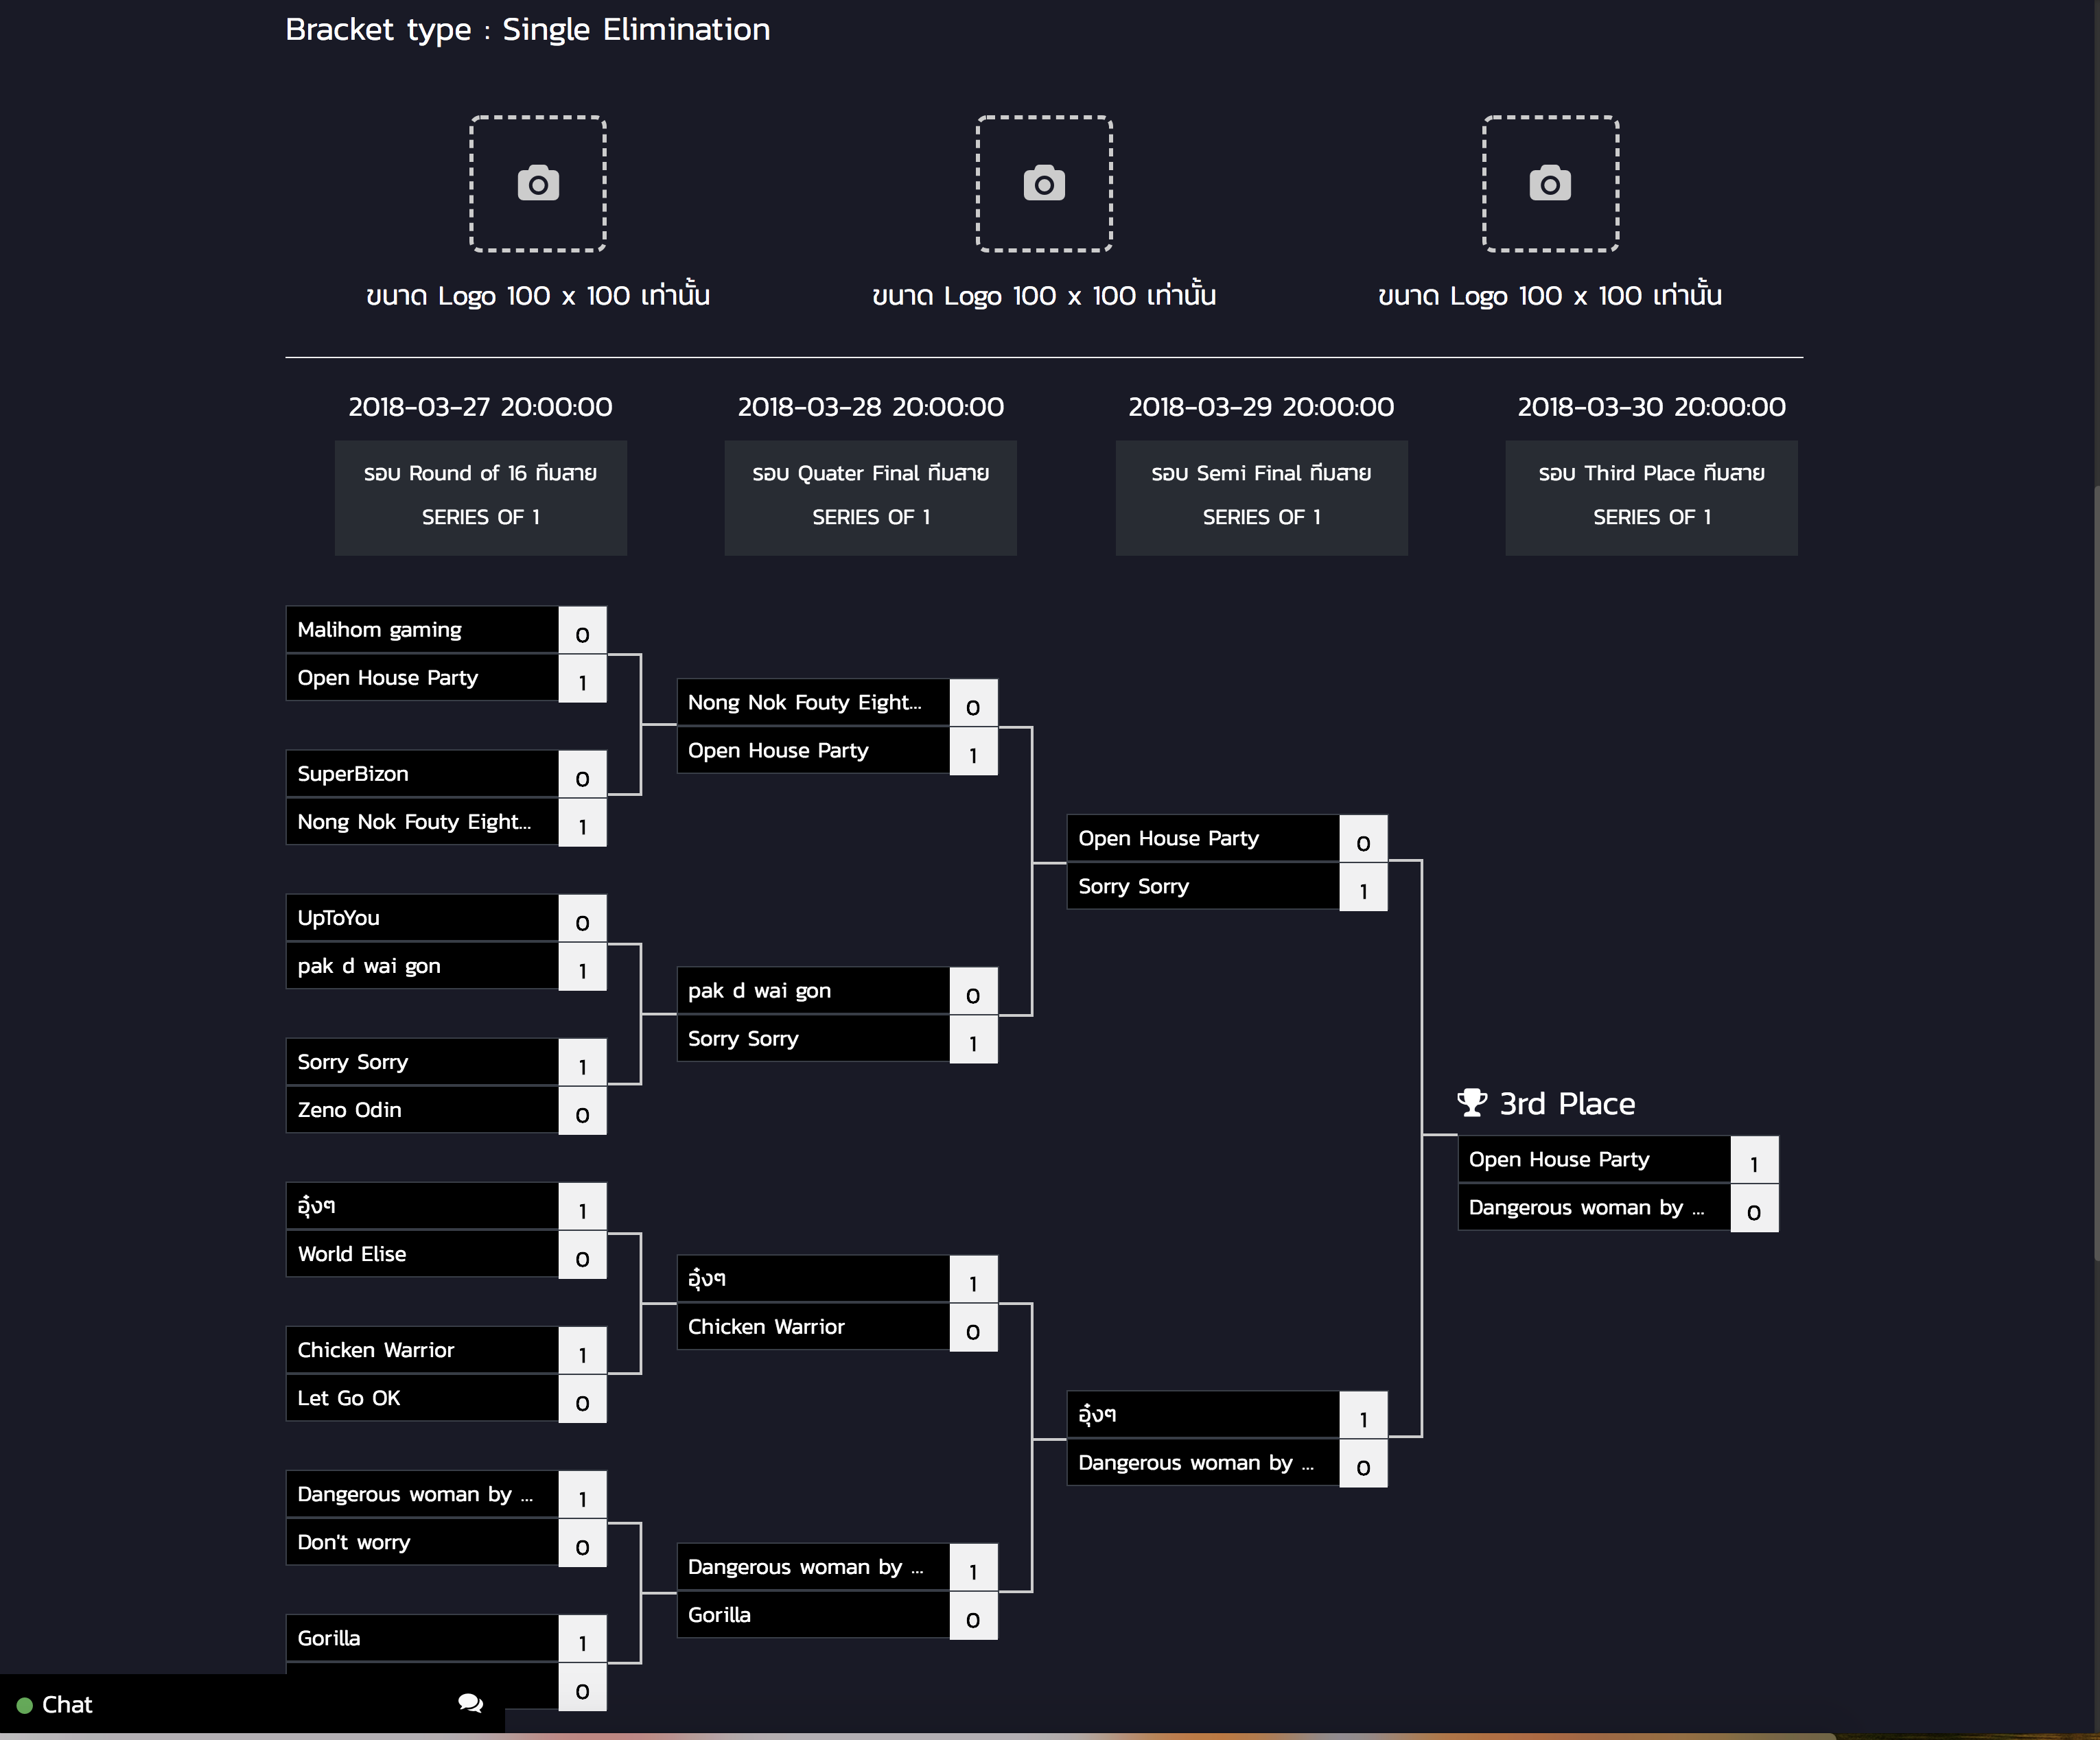 Bracket type : Single Elimination
ขนาด Logo 100 x 100 เท่านั้น
ขนาด Logo 100 x 100 เท่านั้น
ขนาด Logo 100 x 100 เท่านั้น
2018-03-27 20:00:00
รอบ Round of 16 ทีมสาย
SERIES OF 1
2018-03-28 20:00:00
รอบ Quater Final ทีมสาย
SERIES OF 1
2018-03-29 20:00:00
รอบ Semi Final ทีมสาย
SERIES OF 1
2018-03-30 20:00:00
รอบ Third Place ทีมสาย
SERIES OF 1
Malihom gaming 0
Open House Party 1
SuperBizon 0
Nong Nok Fouty Eight... 1
UpToYou 0
pak d wai gon 1
Sorry Sorry 1
Zeno Odin 0
อุ๋งๆ 1
World Elise 0
Chicken Warrior 1
Let Go OK 0
Dangerous woman by ... 1
Don't worry 0
Gorilla 1
0
Nong Nok Fouty Eight... 0
Open House Party 1
pak d wai gon 0
Sorry Sorry 1
อุ๋งๆ 1
Chicken Warrior 0
Dangerous woman by ... 1
Gorilla 0
Open House Party 0
Sorry Sorry 1
อุ๋งๆ 1
Dangerous woman by ... 0
3rd Place
Open House Party 1
Dangerous woman by ... 0
Chat